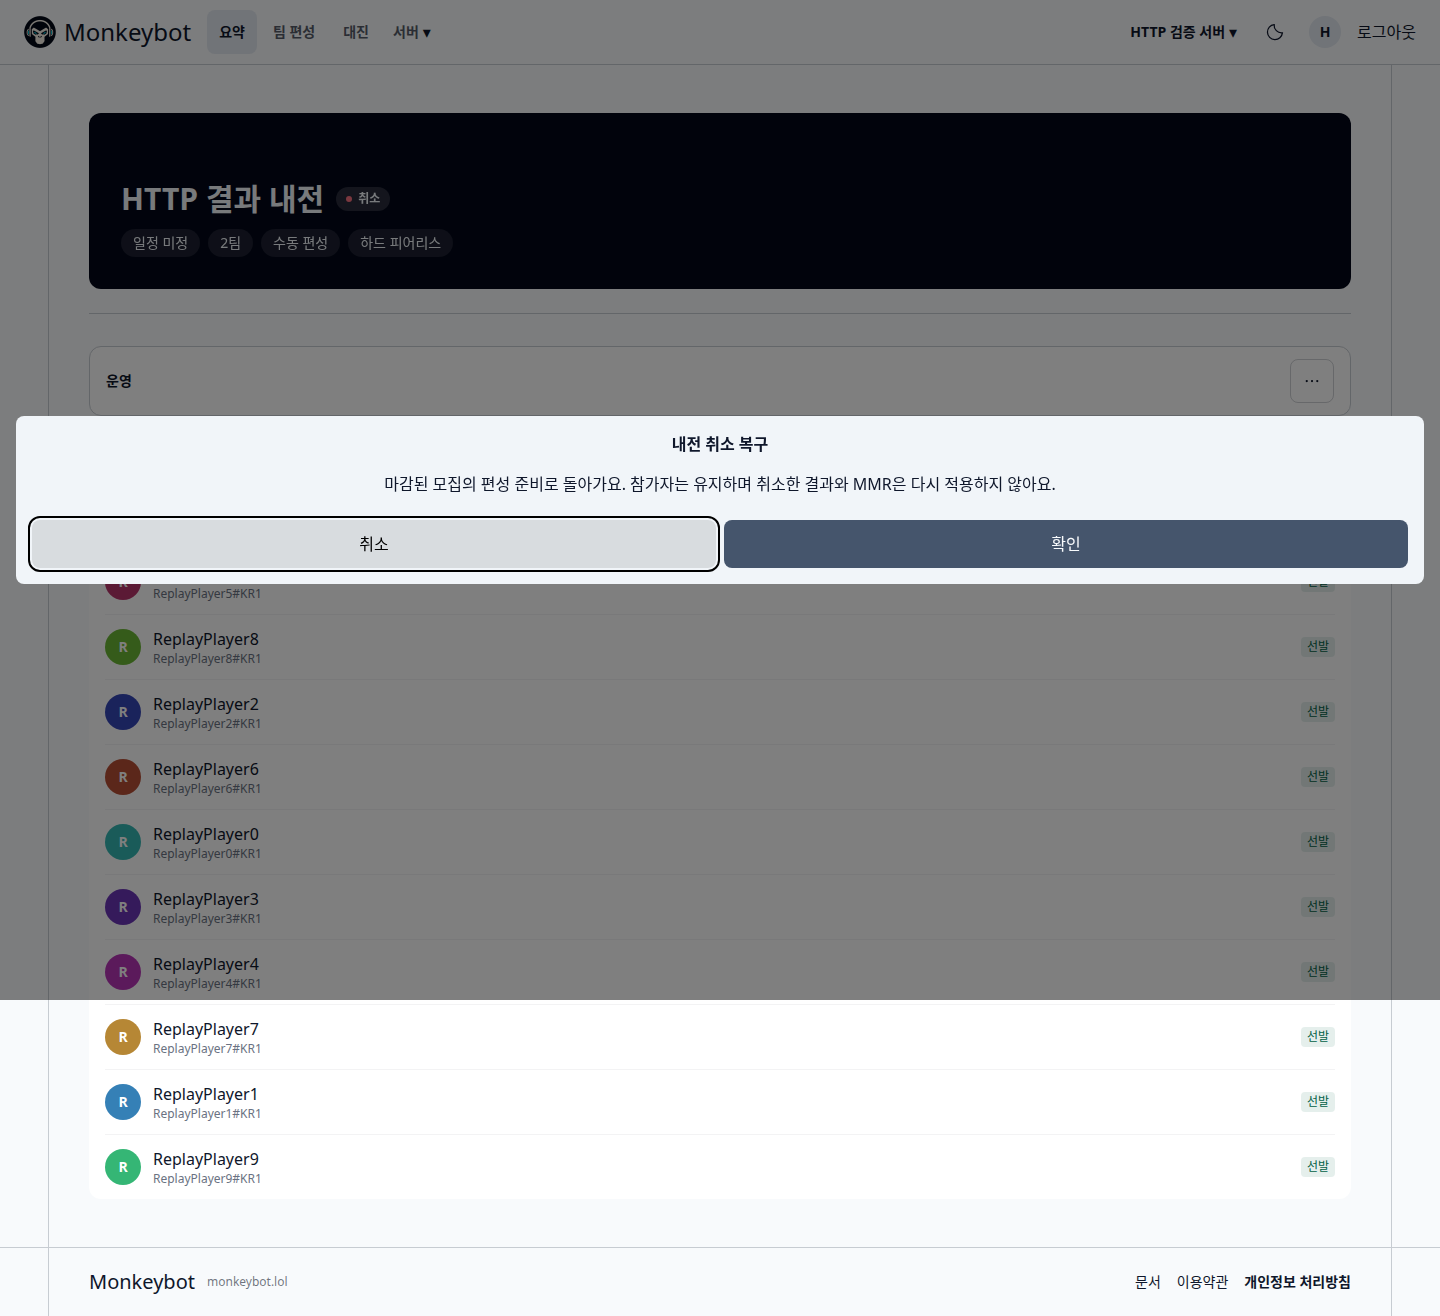 Monkeybot 요약 팀 편성 대진 서버 ▾ HTTP 검증 서버 ▾ H 로그아웃
HTTP 결과 내전 취소
일정 미정 2팀 수동 편성 하드 피어리스
운영 ···
내전 취소 복구
마감된 모집의 편성 준비로 돌아가요. 참가자는 유지하며 취소한 결과와 MMR은 다시 적용하지 않아요.
취소 확인
ReplayPlayer5#KR1
R ReplayPlayer8 선발
ReplayPlayer8#KR1
R ReplayPlayer2 선발
ReplayPlayer2#KR1
R ReplayPlayer6 선발
ReplayPlayer6#KR1
R ReplayPlayer0 선발
ReplayPlayer0#KR1
R ReplayPlayer3 선발
ReplayPlayer3#KR1
R ReplayPlayer4 선발
ReplayPlayer4#KR1
R ReplayPlayer7 선발
ReplayPlayer7#KR1
R ReplayPlayer1 선발
ReplayPlayer1#KR1
R ReplayPlayer9 선발
ReplayPlayer9#KR1
Monkeybot monkeybot.lol 문서 이용약관 개인정보 처리방침